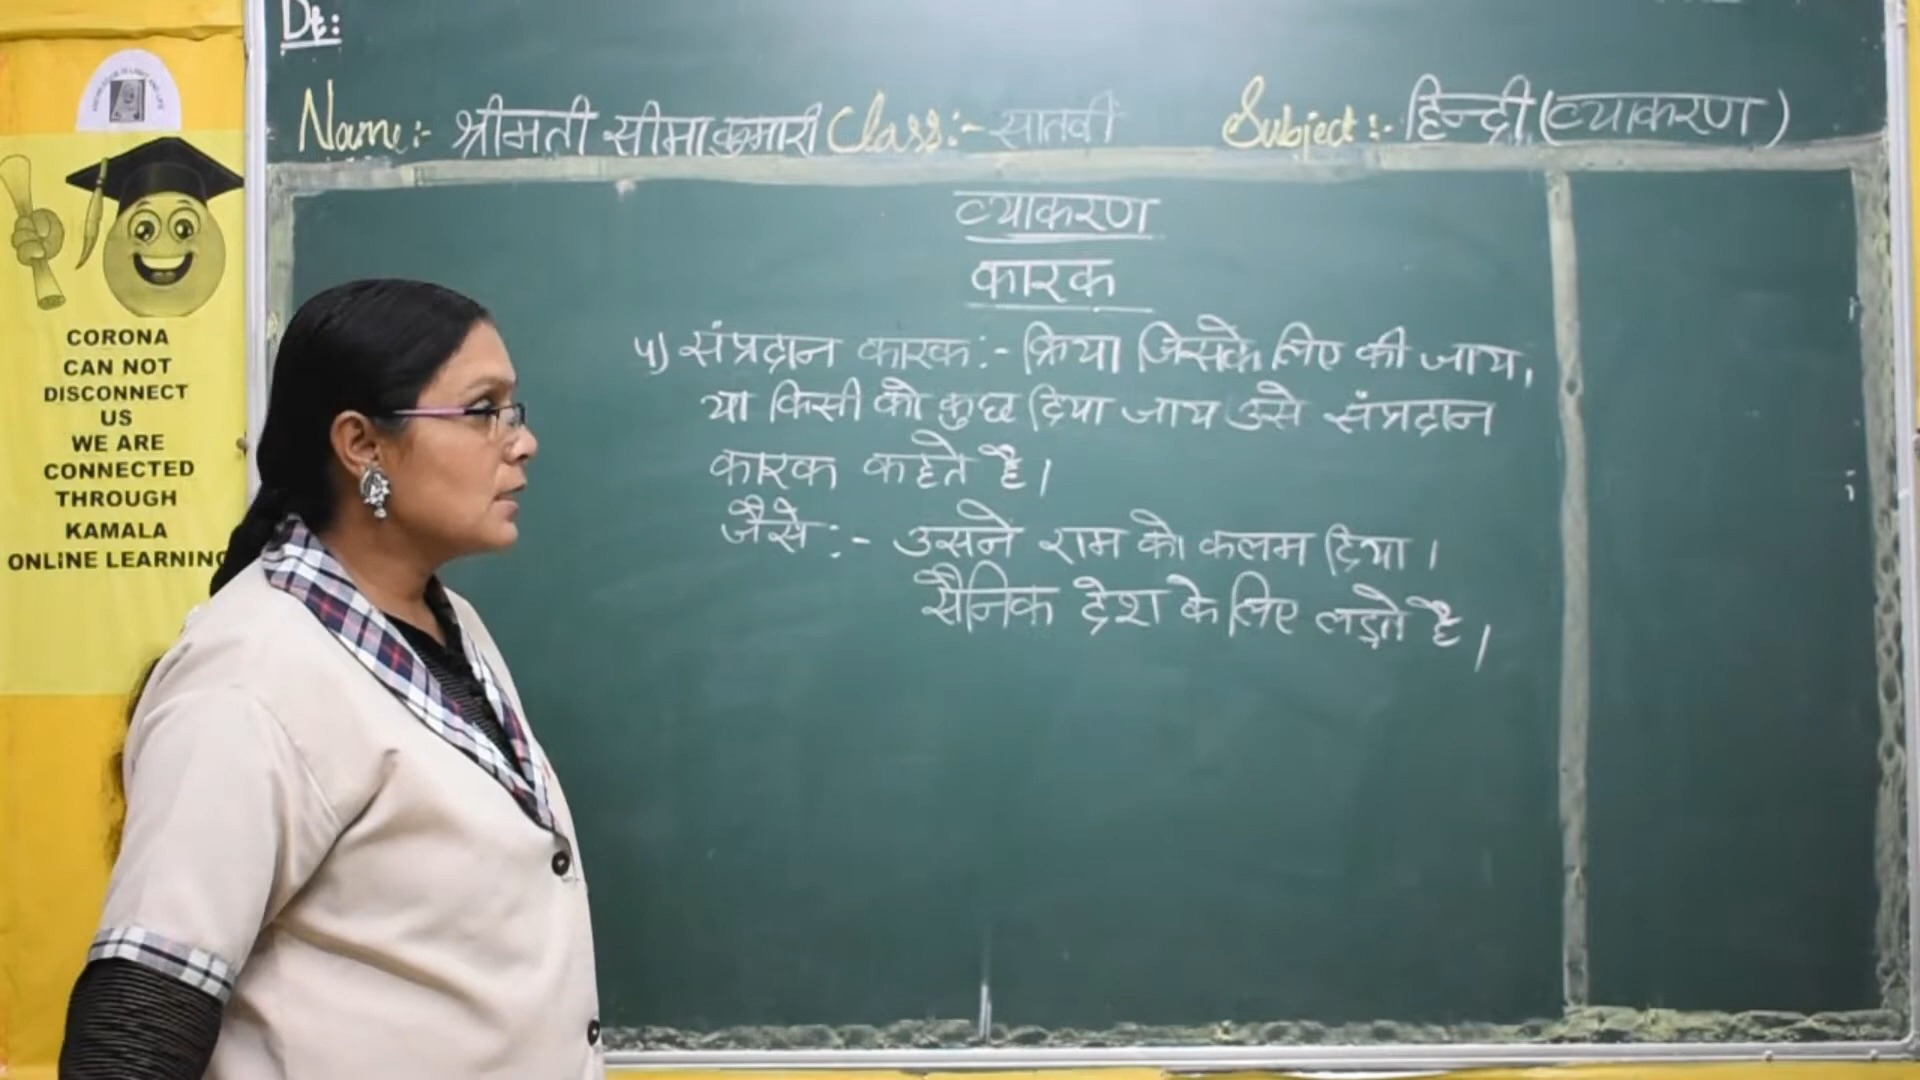 Dt:
Name:- श्रीमती सीमा कुमारी Class:- सातवीं Subject:- हिन्दी (व्याकरण)
व्याकरण
कारक
4) संप्रदान कारक:- क्रिया जिसके लिए की जाय,
या किसी को कुछ दिया जाय उसे संप्रदान
कारक कहते है।
जैसे:- उसने राम को कलम दिया।
सैनिक देश के लिए लड़ते है।
CORONA
CAN NOT
DISCONNECT
US
WE ARE
CONNECTED
THROUGH
KAMALA
ONLINE LEARNING